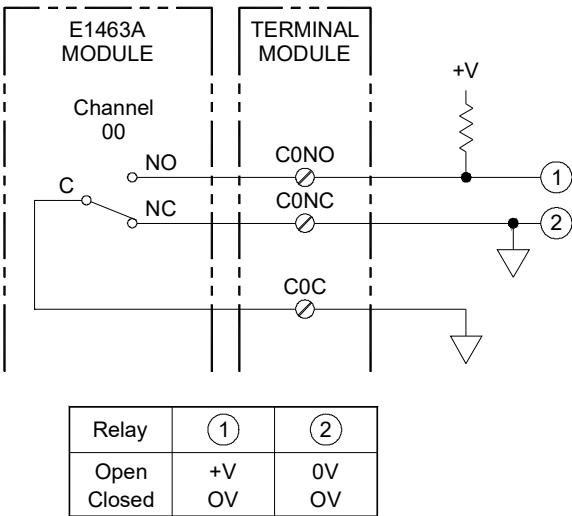 E1463A
MODULE
TERMINAL
MODULE
+V
Channel
00
NO
C0NO
1
C
NC
C0NC
2
C0C
Relay 1 2
Open +V 0V
Closed OV OV